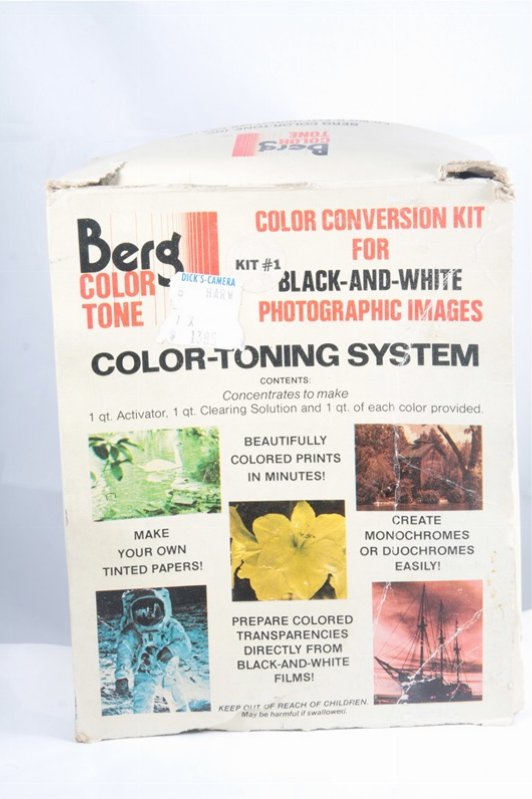 Berg
COLOR
TONE
Berg
COLOR
TONE
KIT #1
DICK'S-CAMERA
COLOR CONVERSION KIT
FOR
BLACK-AND-WHITE
PHOTOGRAPHIC IMAGES
COLOR-TONING SYSTEM
CONTENTS:
Concentrates to make
1 qt. Activator, 1 qt. Clearing Solution and 1 qt. of each color provided.
BEAUTIFULLY
COLORED PRINTS
IN MINUTES!
MAKE
YOUR OWN
TINTED PAPERS!
CREATE
MONOCHROMES
OR DUOCHROMES
EASILY!
PREPARE COLORED
TRANSPARENCIES
DIRECTLY FROM
BLACK-AND-WHITE
FILMS!
KEEP OUT OF REACH OF CHILDREN.
May be harmful if swallowed.